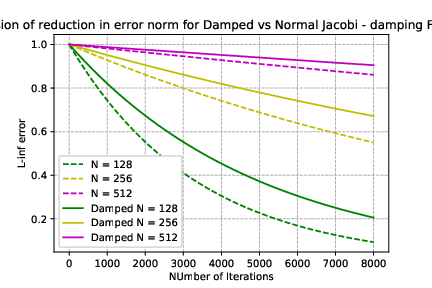 sion of reduction in error norm for Damped vs Normal Jacobi - damping F
1.0
0.8
0.6
0.4
0.2
L-inf error
N = 128
N = 256
N = 512
Damped N = 128
Damped N = 256
Damped N = 512
0 1000 2000 3000 4000 5000 6000 7000 8000
NUmber of Iterations